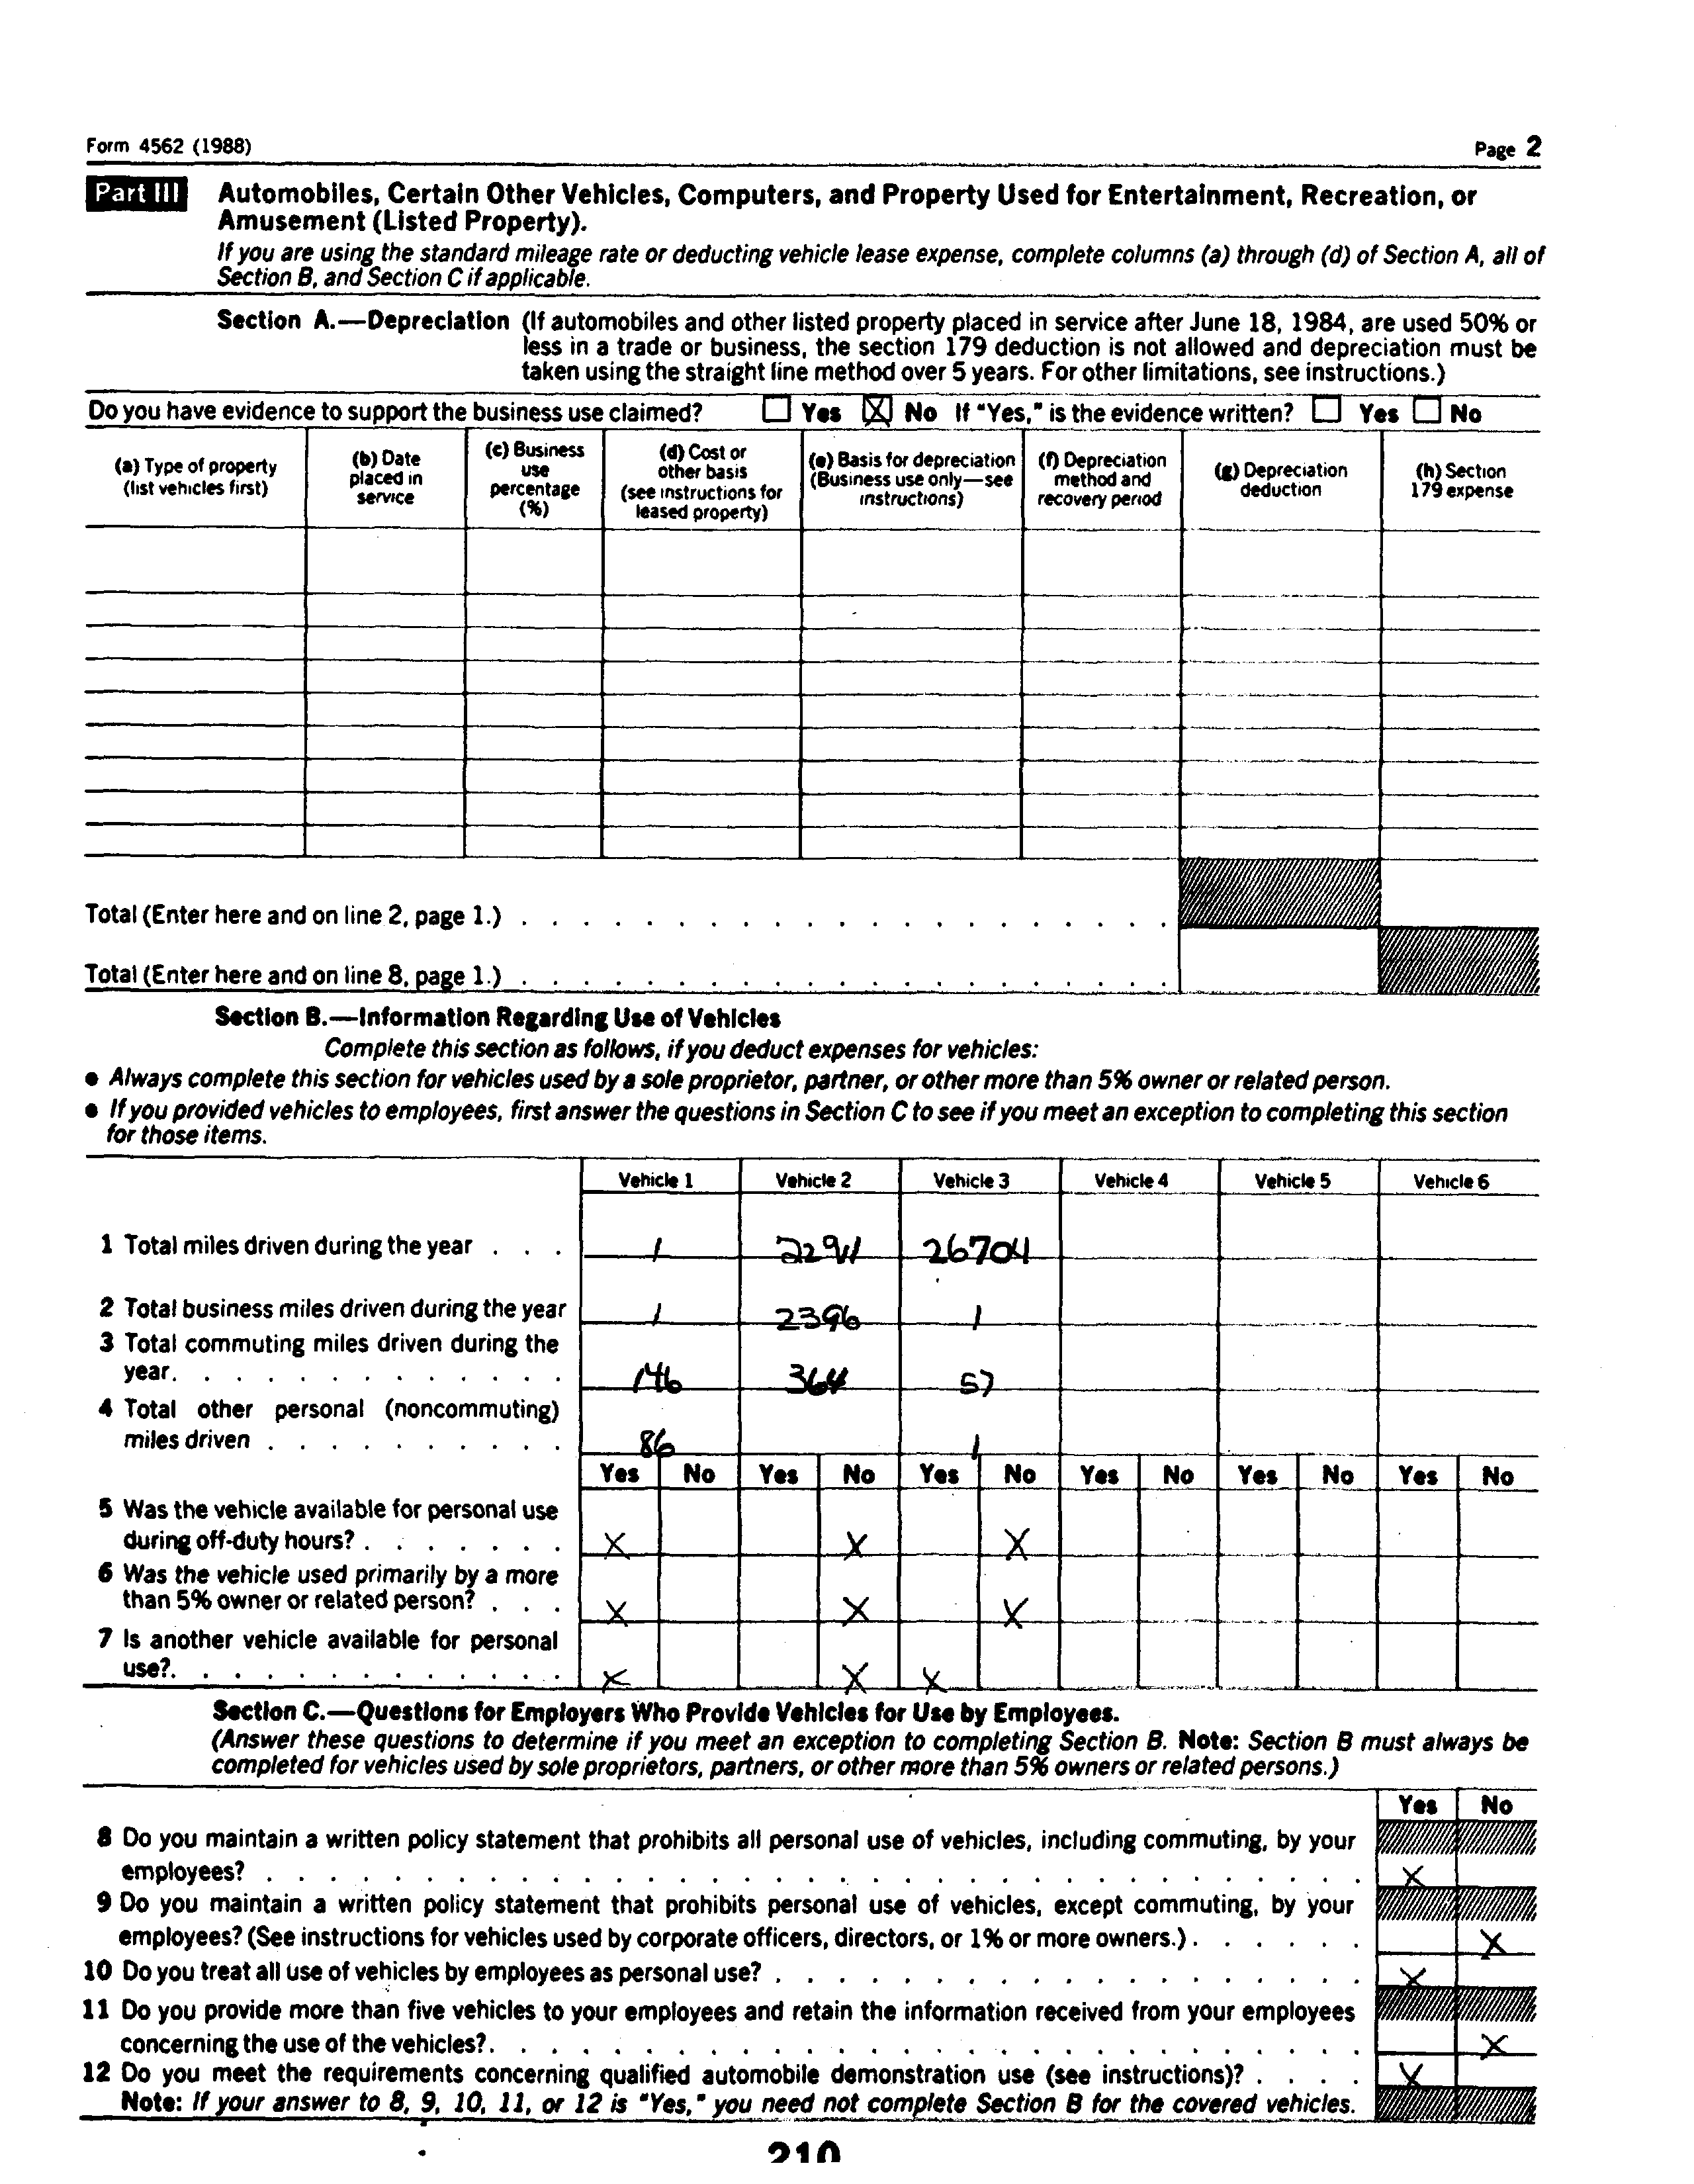 Form 4562 (1988) Page 2
Part III Automobiles, Certain Other Vehicles, Computers, and Property Used for Entertainment, Recreation, or
Amusement (Listed Property).
If you are using the standard mileage rate or deducting vehicle lease expense, complete columns (a) through (d) of Section A, all of
Section B, and Section C if applicable.
Section A.—Depreciation (If automobiles and other listed property placed in service after June 18, 1984, are used 50% or
less in a trade or business, the section 179 deduction is not allowed and depreciation must be
taken using the straight line method over 5 years. For other limitations, see instructions.)
Do you have evidence to support the business use claimed? ☐ Yes ☒ No If "Yes," is the evidence written? ☐ Yes ☐ No
(a) Type of property
(list vehicles first)
(b) Date
placed in
service
(c) Business
use
percentage
(%)
(d) Cost or
other basis
(see instructions for
leased property)
(e) Basis for depreciation
(Business use only—see
instructions)
(f) Depreciation
method and
recovery period
(g) Depreciation
deduction
(h) Section
179 expense
Total (Enter here and on line 2, page 1.) . . . . . . . . . . . . . . . . . . . . .
Total (Enter here and on line 8, page 1.) . . . . . . . . . . . . . . . . . . . . .
Section B.—Information Regarding Use of Vehicles
Complete this section as follows, if you deduct expenses for vehicles:
● Always complete this section for vehicles used by a sole proprietor, partner, or other more than 5% owner or related person.
● If you provided vehicles to employees, first answer the questions in Section C to see if you meet an exception to completing this section
for those items.
Vehicle 1 Vehicle 2 Vehicle 3 Vehicle 4 Vehicle 5 Vehicle 6
1 Total miles driven during the year . . . 1 2291 26704
2 Total business miles driven during the year 1 2396 1
3 Total commuting miles driven during the
year. . . . . . . . . . . . . 146 364 57
4 Total other personal (noncommuting)
miles driven . . . . . . . . . . 86 1
Yes No Yes No Yes No Yes No Yes No Yes No
5 Was the vehicle available for personal use
during off-duty hours? . . . . . . . X X X
6 Was the vehicle used primarily by a more
than 5% owner or related person? . . . X X X
7 Is another vehicle available for personal
use?. . . . . . . . . . . . . X X X
Section C.—Questions for Employers Who Provide Vehicles for Use by Employees.
(Answer these questions to determine if you meet an exception to completing Section B. Note: Section B must always be
completed for vehicles used by sole proprietors, partners, or other more than 5% owners or related persons.)
Yes No
8 Do you maintain a written policy statement that prohibits all personal use of vehicles, including commuting, by your
employees? . . . . . . . . . . . . . . . . . . . . . . . . . . . . . . . . . . X
9 Do you maintain a written policy statement that prohibits personal use of vehicles, except commuting, by your
employees? (See instructions for vehicles used by corporate officers, directors, or 1% or more owners.) . . . . . . X
10 Do you treat all use of vehicles by employees as personal use? . . . . . . . . . . . . . . . . . . . X
11 Do you provide more than five vehicles to your employees and retain the information received from your employees
concerning the use of the vehicles?. . . . . . . . . . . . . . . . . . . . . . . . . . . . X
12 Do you meet the requirements concerning qualified automobile demonstration use (see instructions)? . . . . X
Note: If your answer to 8, 9, 10, 11, or 12 is "Yes," you need not complete Section B for the covered vehicles.
210